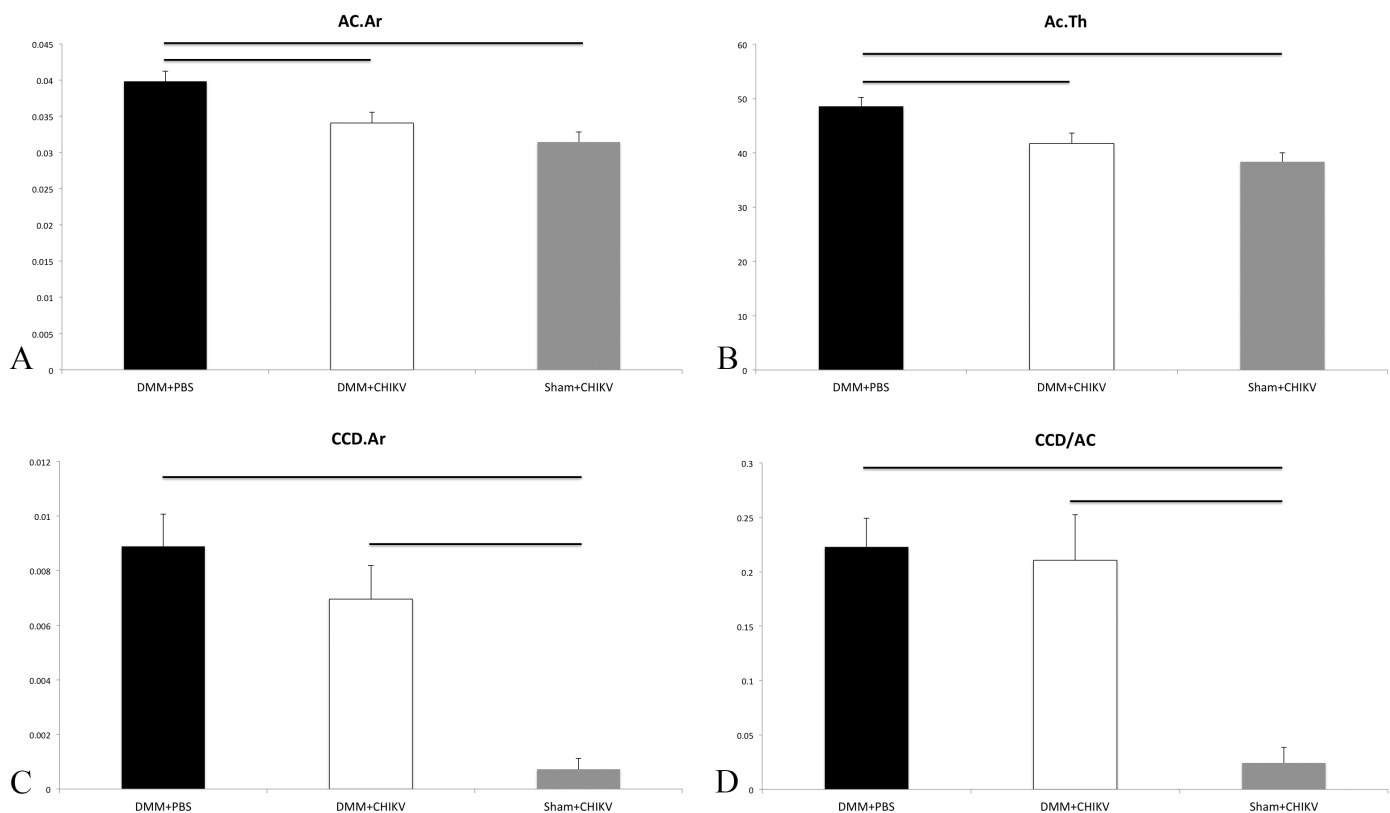 AC.Ar
0.045
0.04
0.035
0.03
0.025
0.02
0.015
0.01
0.005
0
A
DMM+PBS DMM+CHIKV Sham+CHIKV
Ac.Th
60
50
40
30
20
10
0
B
DMM+PBS DMM+CHIKV Sham+CHIKV
CCD.Ar
0.012
0.01
0.008
0.006
0.004
0.002
0
C
DMM+PBS DMM+CHIKV Sham+CHIKV
CCD/AC
0.3
0.25
0.2
0.15
0.1
0.05
0
D
DMM+PBS DMM+CHIKV Sham+CHIKV